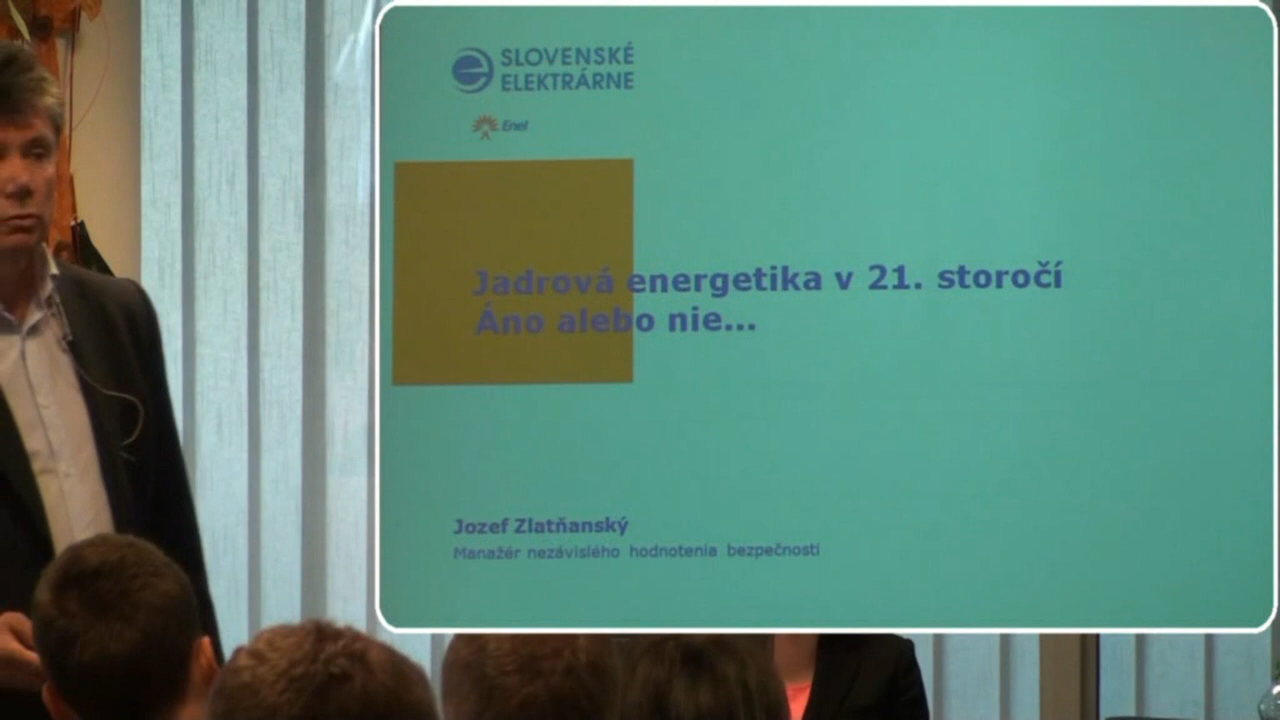 SLOVENSKÉ
ELEKTRÁRNE
Enel
Jadrová energetika v 21. storočí
Áno alebo nie...
Jozef Zlatňanský
Manažér nezávislého hodnotenia bezpečnosti